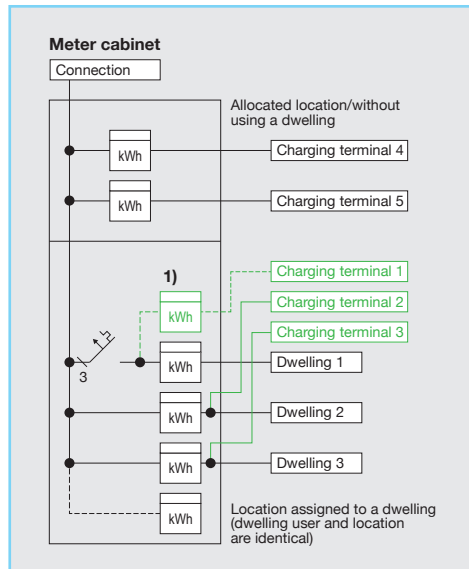 Meter cabinet
Connection
Allocated location/without
using a dwelling
kWh
Charging terminal 4
kWh
Charging terminal 5
1)
Charging terminal 1
kWh
Charging terminal 2
Charging terminal 3
3
kWh
Dwelling 1
kWh
Dwelling 2
kWh
Dwelling 3
kWh
Location assigned to a dwelling
(dwelling user and location
are identical)